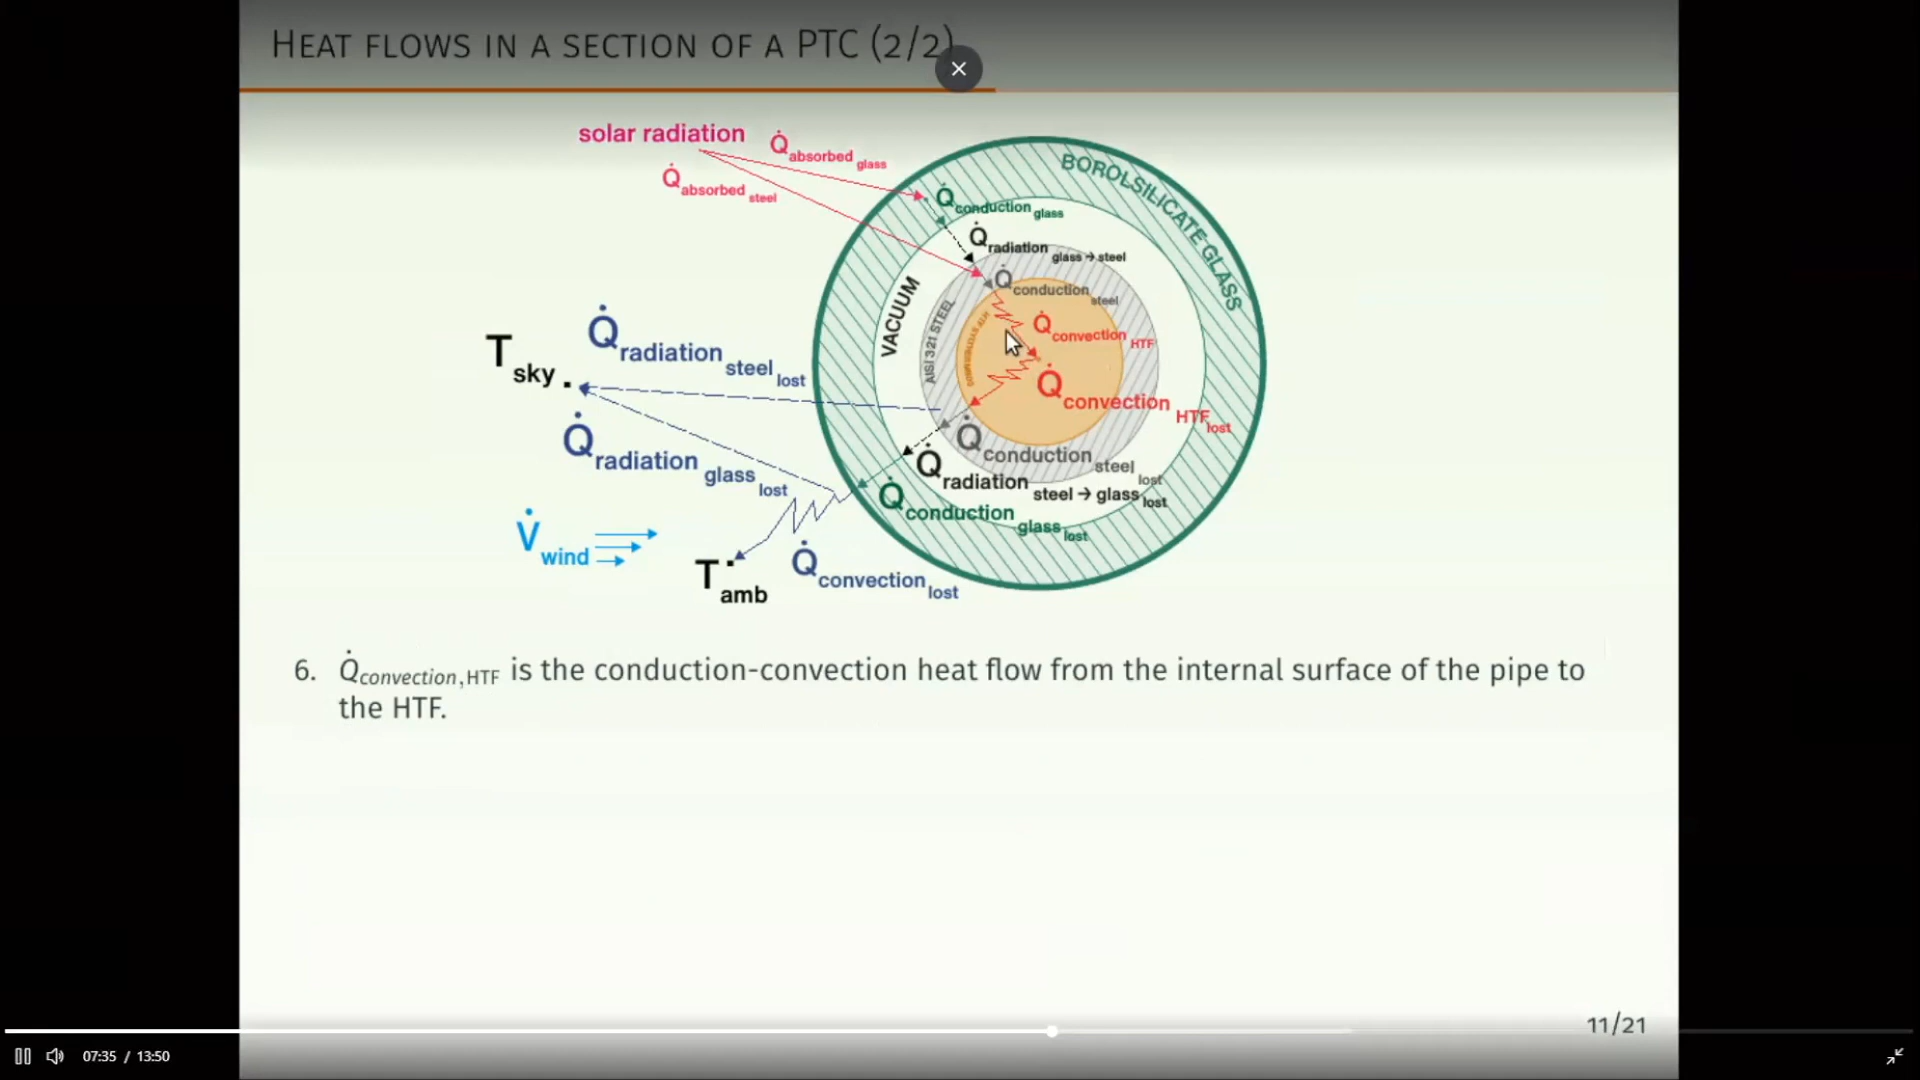 HEAT FLOWS IN A SECTION OF A PTC (2/2)
solar radiation
Q̇ absorbed glass
Q̇ absorbed steel
BOROLSILICATE GLASS
Q̇ conduction glass
Q̇ radiation glass → steel
Q̇ conduction steel
VACUUM
AISI 321 STEEL
Q̇ convection HTF
Q̇ convection HTF lost
T sky
Q̇ radiation steel lost
Q̇ radiation glass lost
Q̇ conduction steel lost
Q̇ radiation steel → glass lost
Q̇ conduction glass lost
V̇ wind
T amb
Q̇ convection lost
6. Q̇convection,HTF is the conduction-convection heat flow from the internal surface of the pipe to
the HTF.
11/21
07:35 / 13:50